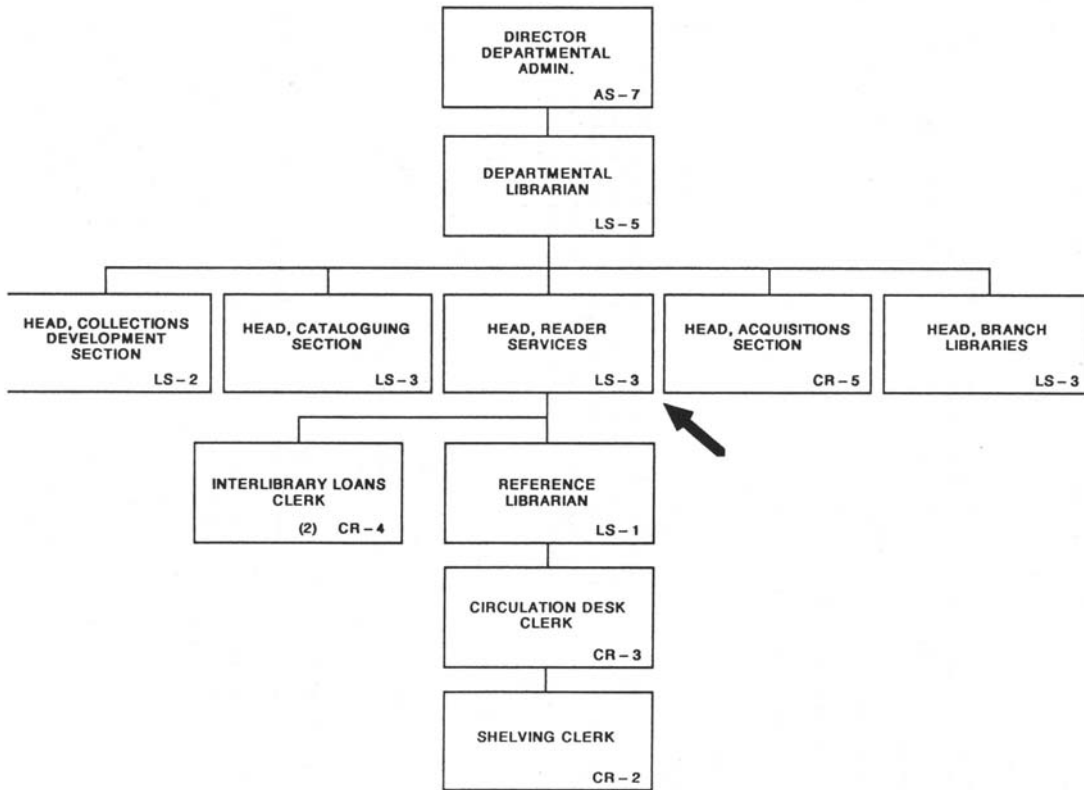 DIRECTOR
DEPARTMENTAL
ADMIN.
AS-7
DEPARTMENTAL
LIBRARIAN
LS-5
HEAD, COLLECTIONS
DEVELOPMENT
SECTION
LS-2
HEAD, CATALOGUING
SECTION
LS-3
HEAD, READER
SERVICES
LS-3
HEAD, ACQUISITIONS
SECTION
CR-5
HEAD, BRANCH
LIBRARIES
LS-3
INTERLIBRARY LOANS
CLERK
(2) CR-4
REFERENCE
LIBRARIAN
LS-1
CIRCULATION DESK
CLERK
CR-3
SHELVING CLERK
CR-2